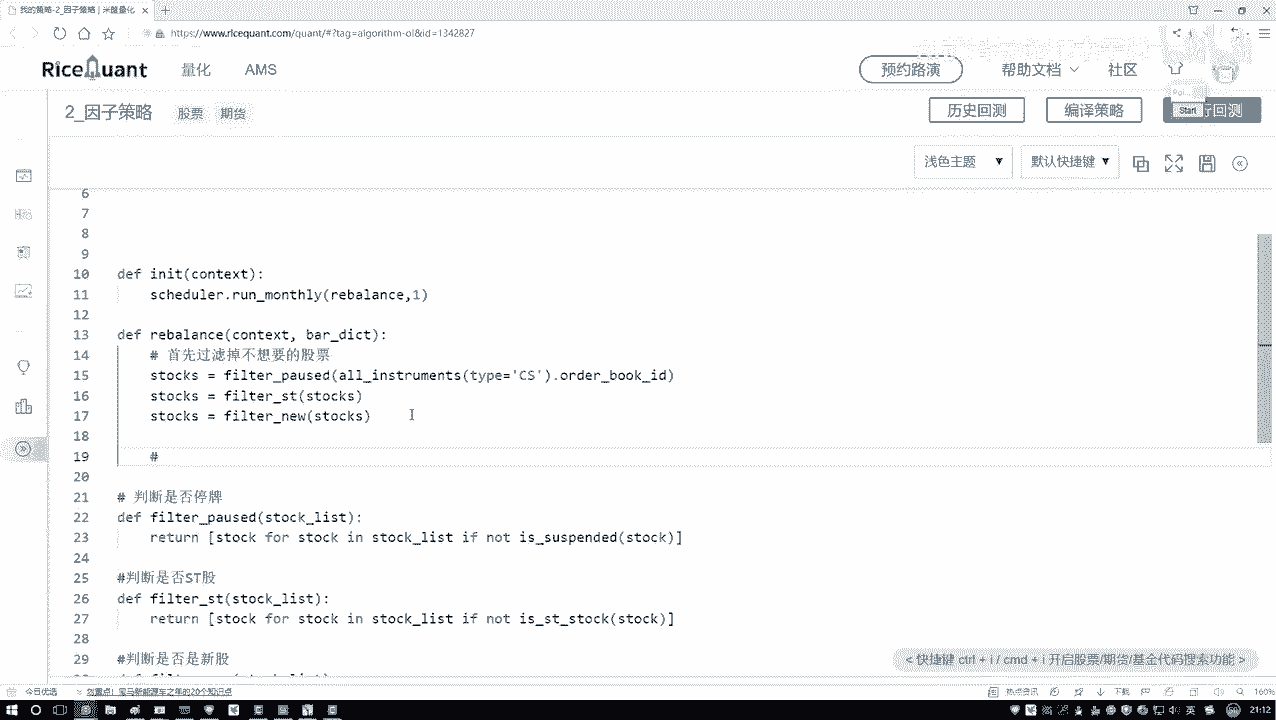 我的策略-2_因子策略 | 米筐量化
https://www.ricequant.com/quant/#?tag=algorithm-ol&id=1342827
RiceQuant 量化 AMS 预约路演 帮助文档 社区
2_因子策略 股票 期货 历史回测 编译策略 回测
Start
浅色主题 默认快捷键
6
7
8
9
10 def init(context):
11 scheduler.run_monthly(rebalance,1)
12
13 def rebalance(context, bar_dict):
14 # 首先过滤掉不想要的股票
15 stocks = filter_paused(all_instruments(type='CS').order_book_id)
16 stocks = filter_st(stocks)
17 stocks = filter_new(stocks)
18
19 #
20
21 # 判断是否停牌
22 def filter_paused(stock_list):
23 return [stock for stock in stock_list if not is_suspended(stock)]
24
25 #判断是否ST股
26 def filter_st(stock_list):
27 return [stock for stock in stock_list if not is_st_stock(stock)]
28
29 #判断是否是新股
< 快捷键 ctrl + i / cmd + i 开启股票/期货/基金代码搜索功能 >
今日优选 热点资讯 下载 160%
21:12